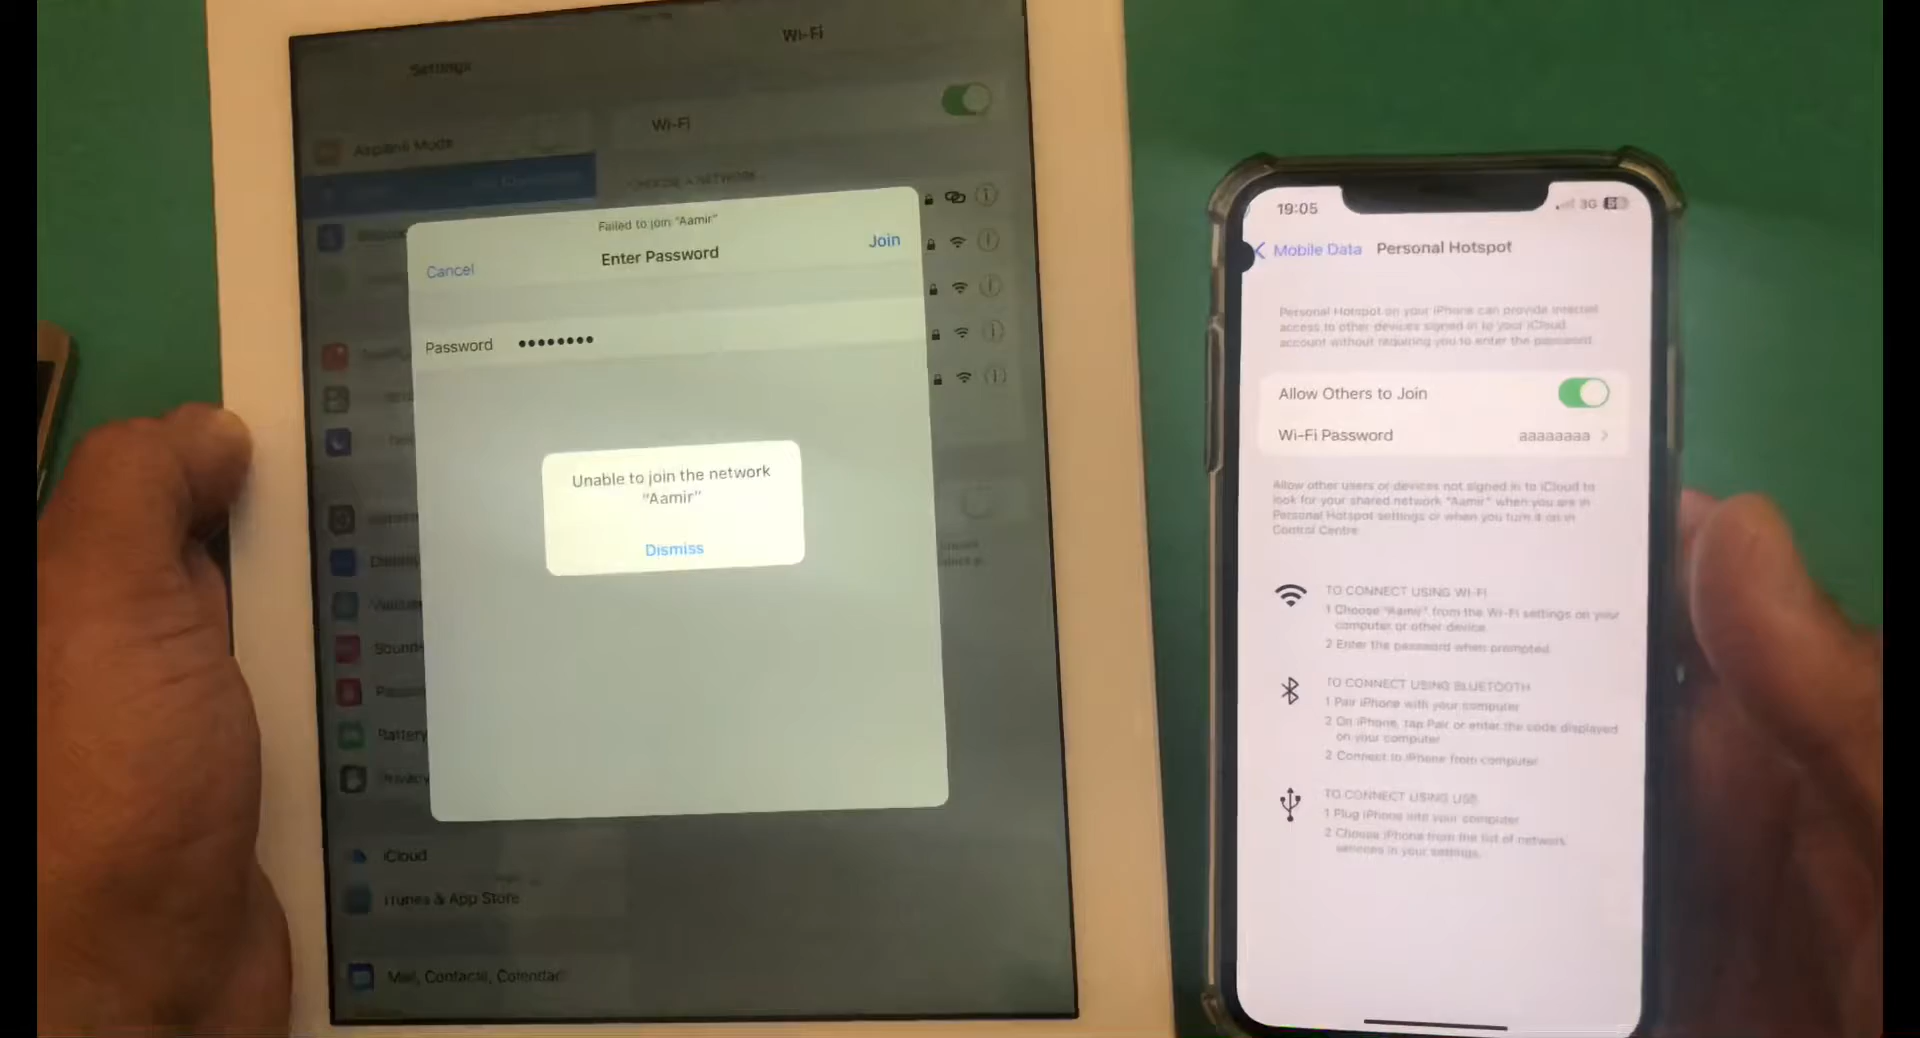 Wi-Fi
Settings
Wi-Fi
Airplane Mode
CHOOSE A NETWORK...
Failed to join "Aamir"
Cancel
Enter Password
Join
Password ••••••••
Unable to join the network
"Aamir"
Dismiss
Sound
Battery
Privacy
iCloud
iTunes & App Store
Mail, Contacts, Calendar
19:05
3G
Mobile Data
Personal Hotspot
Personal Hotspot on your iPhone can provide internet
access to other devices signed in to your iCloud
account without requiring you to enter the password.
Allow Others to Join
Wi-Fi Password
aaaaaaaa
Allow other users or devices not signed in to iCloud to
look for your shared network "Aamir" when you are in
Personal Hotspot settings or when you turn it on in
Control Centre.
TO CONNECT USING WI-FI
1 Choose "Aamir" from the Wi-Fi settings on your
computer or other device.
2 Enter the password when prompted.
TO CONNECT USING BLUETOOTH
1 Pair iPhone with your computer
2 On iPhone, tap Pair or enter the code displayed
on your computer
2 Connect to iPhone from computer
TO CONNECT USING USB
1 Plug iPhone into your computer
2 Choose iPhone from the list of network
services in your settings.